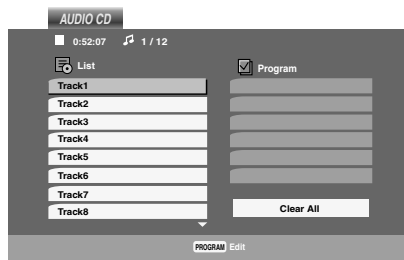 AUDIO CD
0:52:07 1 / 12
List
Program
Track1
Track2
Track3
Track4
Track5
Track6
Track7
Track8
Clear All
PROGRAM Edit